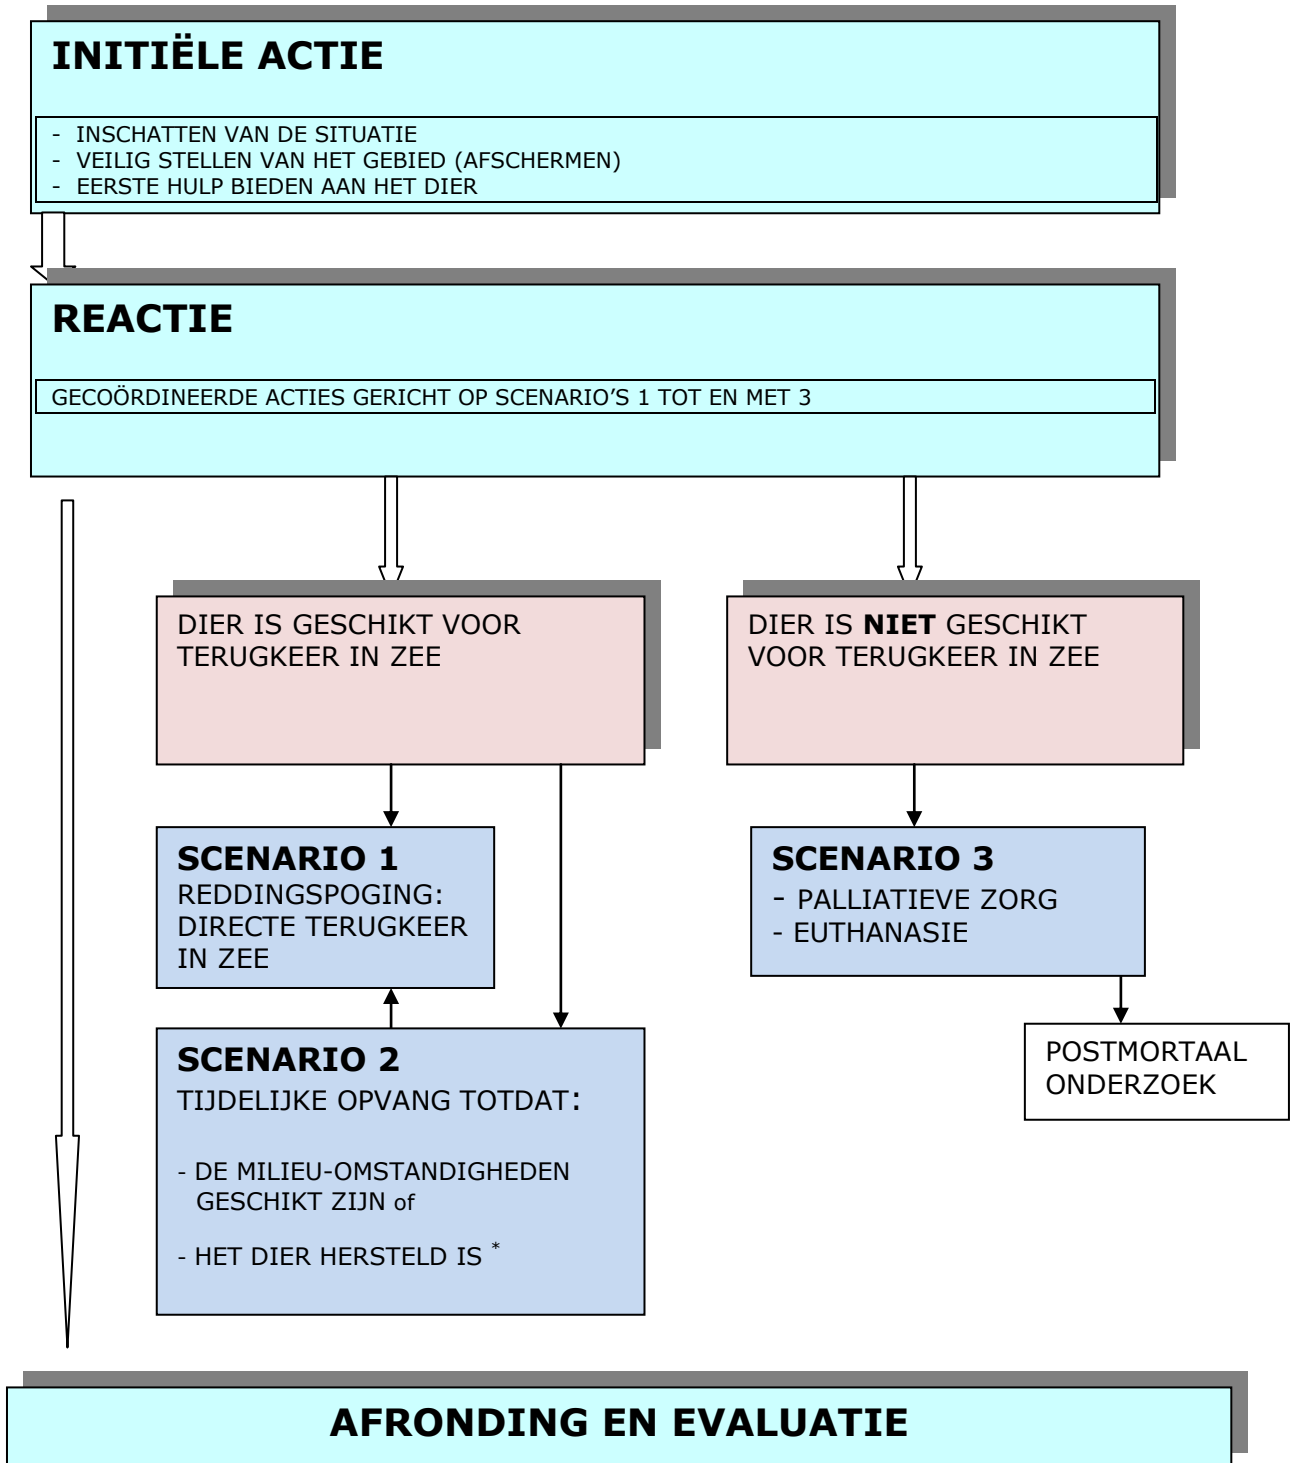 INITIËLE ACTIE
- INSCHATTEN VAN DE SITUATIE
- VEILIG STELLEN VAN HET GEBIED (AFSCHERMEN)
- EERSTE HULP BIEDEN AAN HET DIER
REACTIE
GECOÖRDINEERDE ACTIES GERICHT OP SCENARIO’S 1 TOT EN MET 3
DIER IS GESCHIKT VOOR
TERUGKEER IN ZEE
DIER IS NIET GESCHIKT
VOOR TERUGKEER IN ZEE
SCENARIO 1
REDDINGSPOGING:
DIRECTE TERUGKEER
IN ZEE
SCENARIO 3
- PALLIATIEVE ZORG
- EUTHANASIE
SCENARIO 2
TIJDELIJKE OPVANG TOTDAT:
- DE MILIEU-OMSTANDIGHEDEN
GESCHIKT ZIJN of
- HET DIER HERSTELD IS *
POSTMORTAAL
ONDERZOEK
AFRONDING EN EVALUATIE